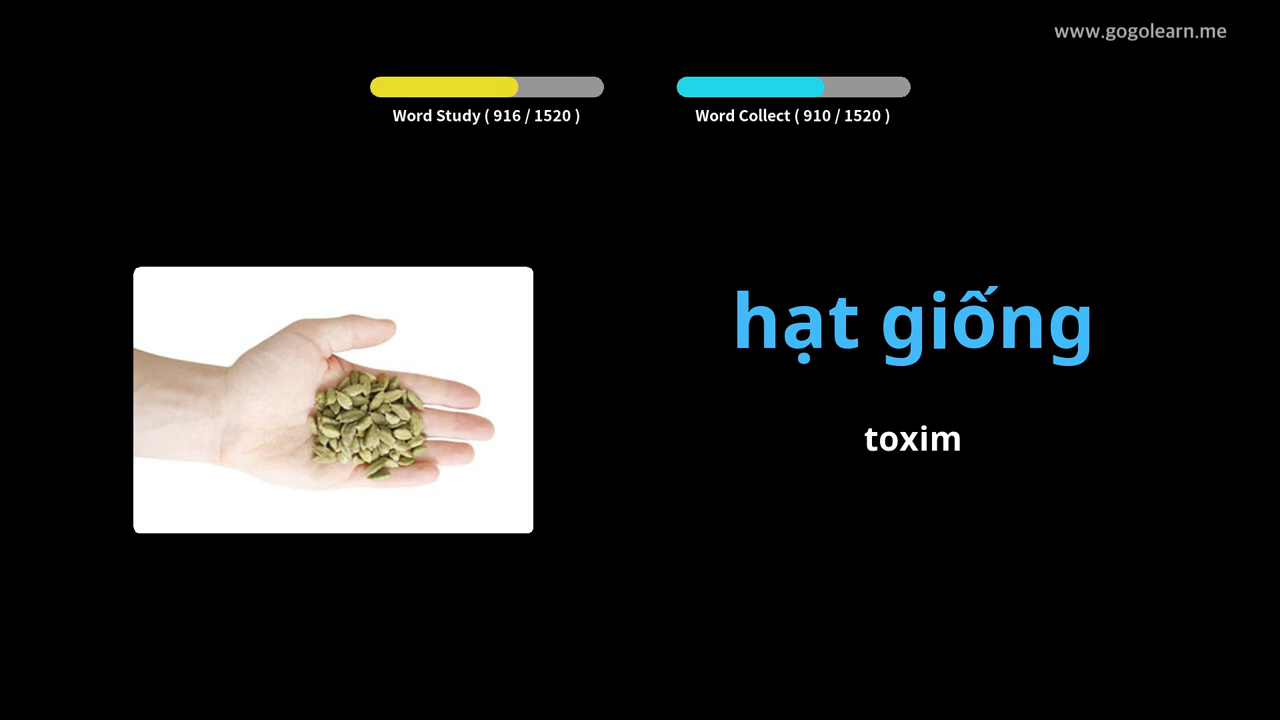 www.gogolearn.me
Word Study ( 916 / 1520 )
Word Collect ( 910 / 1520 )
hạt giống
toxim